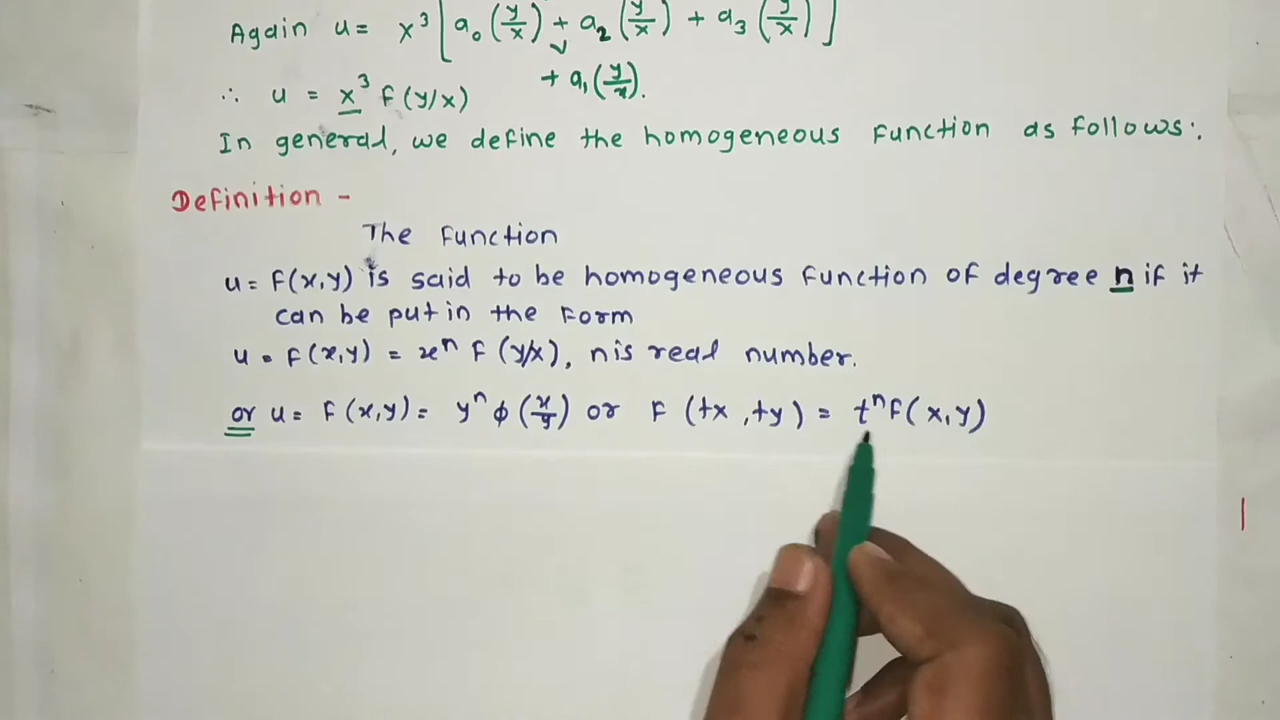 Again u = x³ [a₀(y/x) + a₂(y/x) + a₃(y/x)]
+ a₁(y/x).
∴ u = x³ f(y/x)
In general, we define the homogeneous function as follows:
Definition -
The function
u = f(x,y) is said to be homogeneous function of degree n if it
can be put in the form
u = f(x,y) = xⁿ f(y/x), n is real number.
or u = f(x,y) = yⁿ φ(x/y) or f(tx,ty) = tⁿf(x,y)